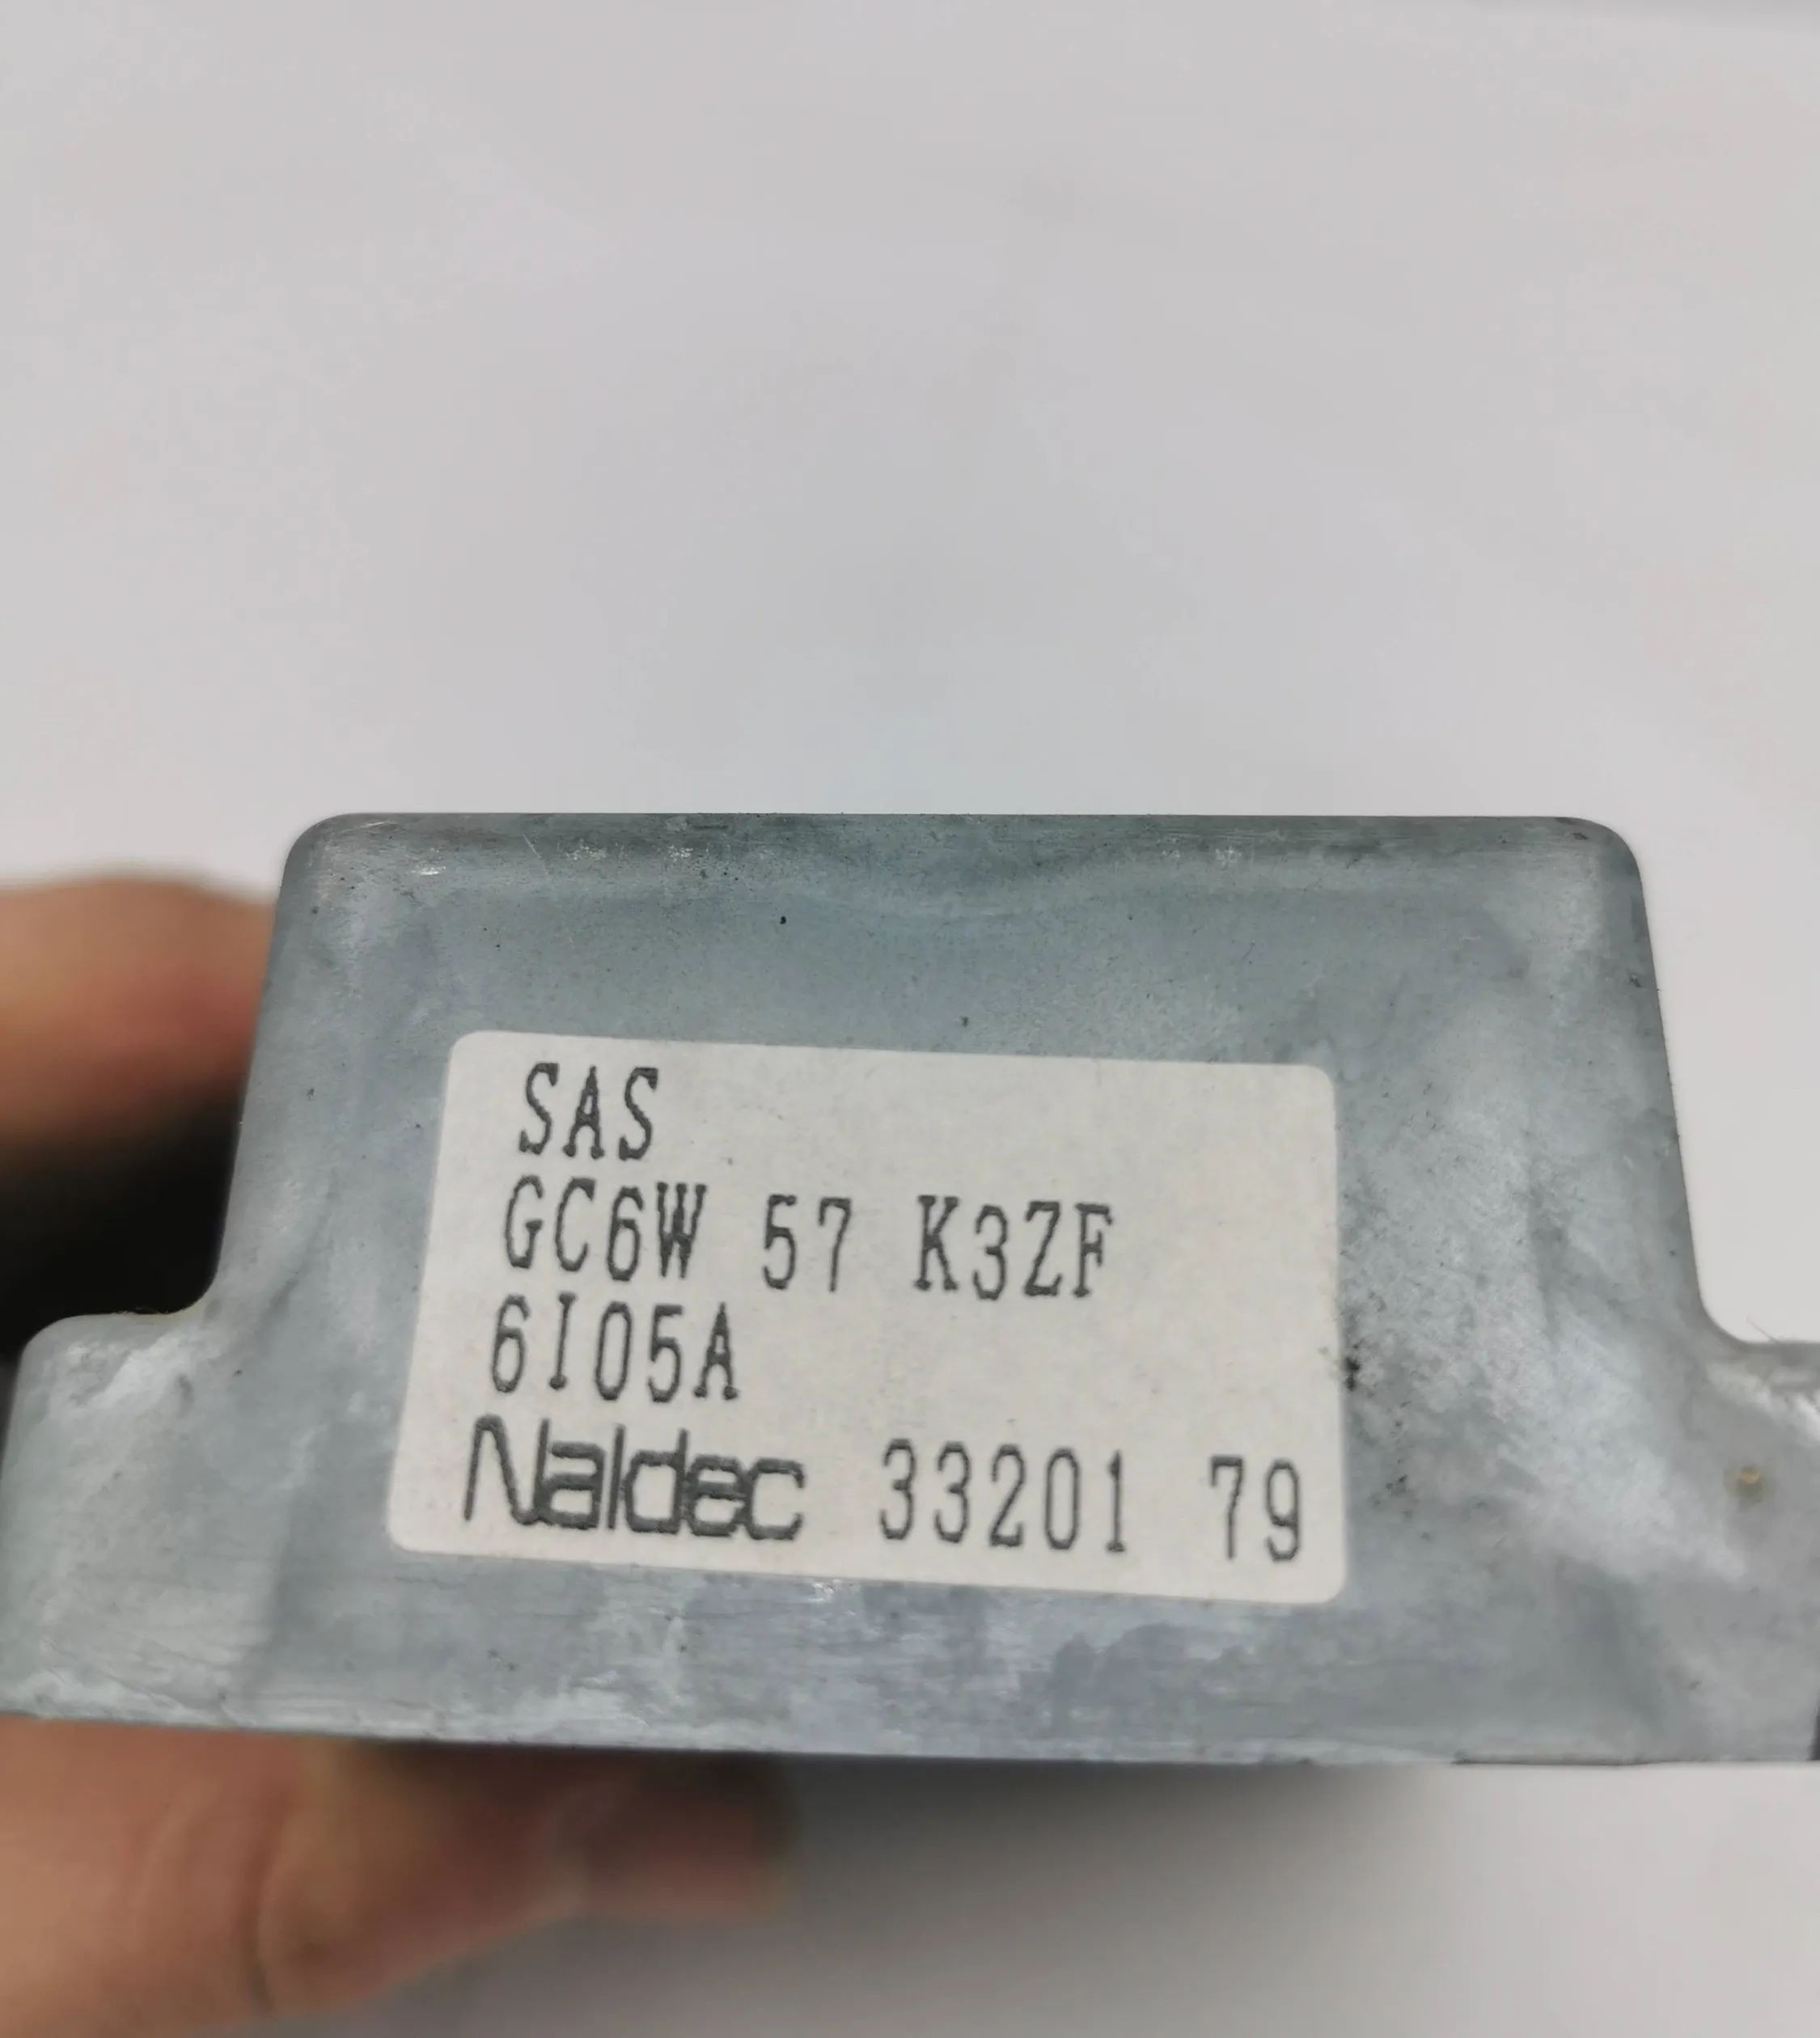 SAS
GC6W 57 K3ZF
6I05A
Naldec 33201 79